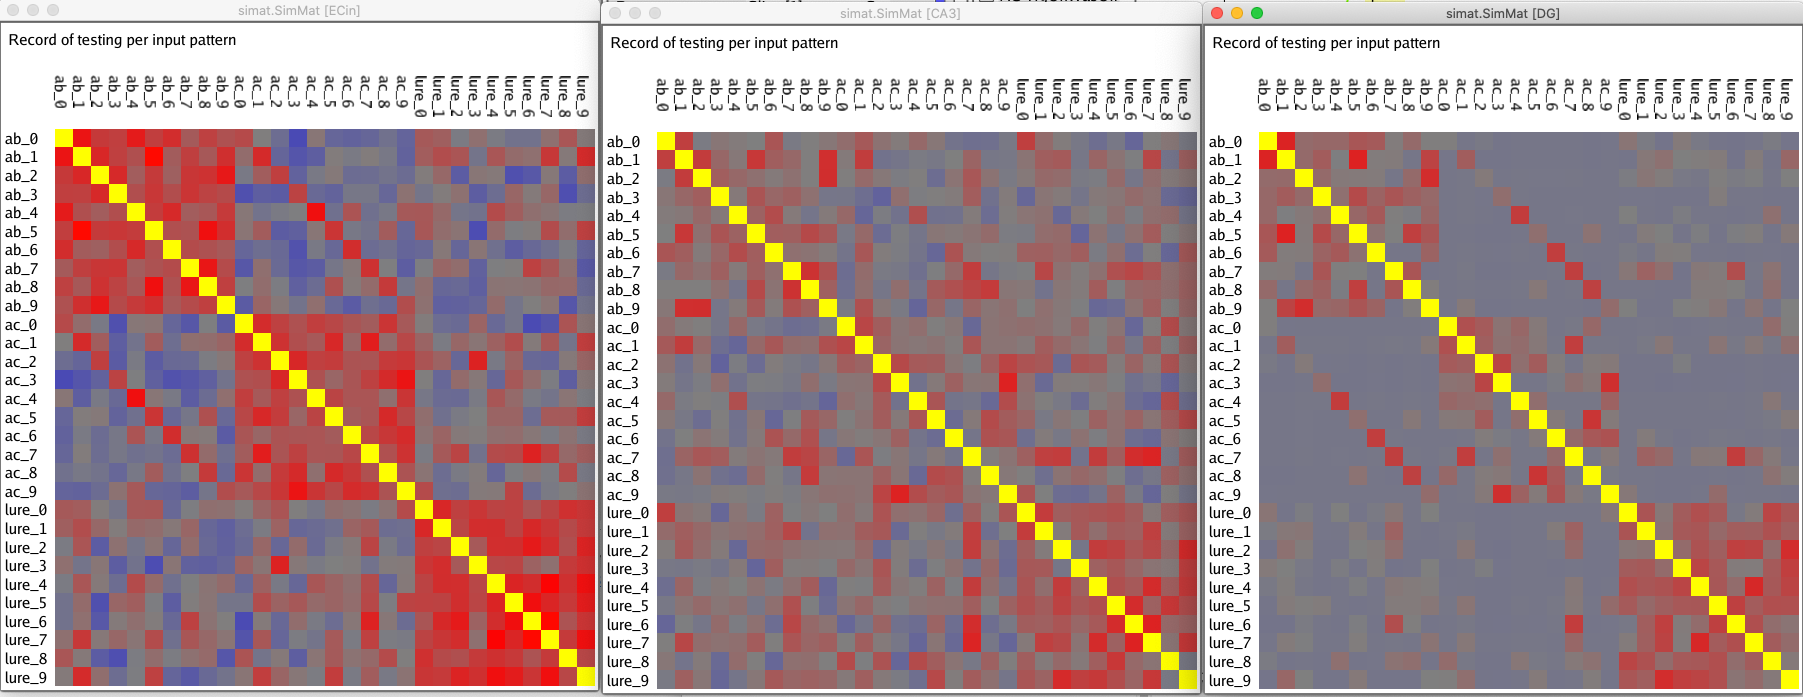 simat.SimMat [ECin]
Record of testing per input pattern
ab_0 ab_1 ab_2 ab_3 ab_4 ab_5 ab_6 ab_7 ab_8 ab_9 ac_0 ac_1 ac_2 ac_3 ac_4 ac_5 ac_6 ac_7 ac_8 ac_9 lure_0 lure_1 lure_2 lure_3 lure_4 lure_5 lure_6 lure_7 lure_8 lure_9
ab_0
ab_1
ab_2
ab_3
ab_4
ab_5
ab_6
ab_7
ab_8
ab_9
ac_0
ac_1
ac_2
ac_3
ac_4
ac_5
ac_6
ac_7
ac_8
ac_9
lure_0
lure_1
lure_2
lure_3
lure_4
lure_5
lure_6
lure_7
lure_8
lure_9
simat.SimMat [CA3]
Record of testing per input pattern
ab_0 ab_1 ab_2 ab_3 ab_4 ab_5 ab_6 ab_7 ab_8 ab_9 ac_0 ac_1 ac_2 ac_3 ac_4 ac_5 ac_6 ac_7 ac_8 ac_9 lure_0 lure_1 lure_2 lure_3 lure_4 lure_5 lure_6 lure_7 lure_8 lure_9
ab_0
ab_1
ab_2
ab_3
ab_4
ab_5
ab_6
ab_7
ab_8
ab_9
ac_0
ac_1
ac_2
ac_3
ac_4
ac_5
ac_6
ac_7
ac_8
ac_9
lure_0
lure_1
lure_2
lure_3
lure_4
lure_5
lure_6
lure_7
lure_8
lure_9
simat.SimMat [DG]
Record of testing per input pattern
ab_0 ab_1 ab_2 ab_3 ab_4 ab_5 ab_6 ab_7 ab_8 ab_9 ac_0 ac_1 ac_2 ac_3 ac_4 ac_5 ac_6 ac_7 ac_8 ac_9 lure_0 lure_1 lure_2 lure_3 lure_4 lure_5 lure_6 lure_7 lure_8 lure_9
ab_0
ab_1
ab_2
ab_3
ab_4
ab_5
ab_6
ab_7
ab_8
ab_9
ac_0
ac_1
ac_2
ac_3
ac_4
ac_5
ac_6
ac_7
ac_8
ac_9
lure_0
lure_1
lure_2
lure_3
lure_4
lure_5
lure_6
lure_7
lure_8
lure_9